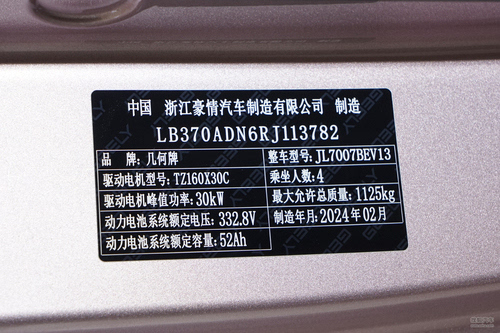 中国 浙江豪情汽车制造有限公司 制造
LB370ADN6RJ113782
品 牌:几何牌 整车型号:JL7007BEV13
驱动电机型号:TZ160X30C 乘坐人数:4
驱动电机峰值功率:30kW 最大允许总质量:1125kg
动力电池系统额定电压:332.8V 制造年月:2024年02月
动力电池系统额定容量:52Ah